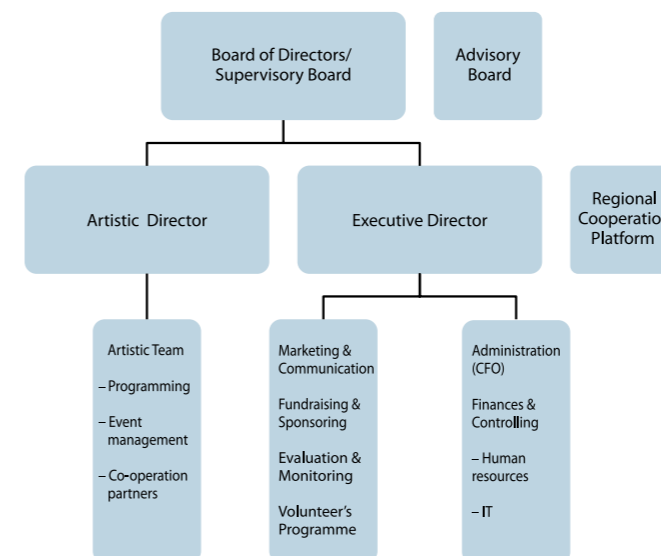 Board of Directors/
Supervisory Board
Advisory
Board
Artistic Director
Executive Director
Regional
Cooperatio
Platform
Artistic Team
– Programming
– Event
management
– Co-operation
partners
Marketing &
Communication
Fundraising &
Sponsoring
Evaluation &
Monitoring
Volunteer's
Programme
Administration
(CFO)
Finances &
Controlling
– Human
resources
– IT